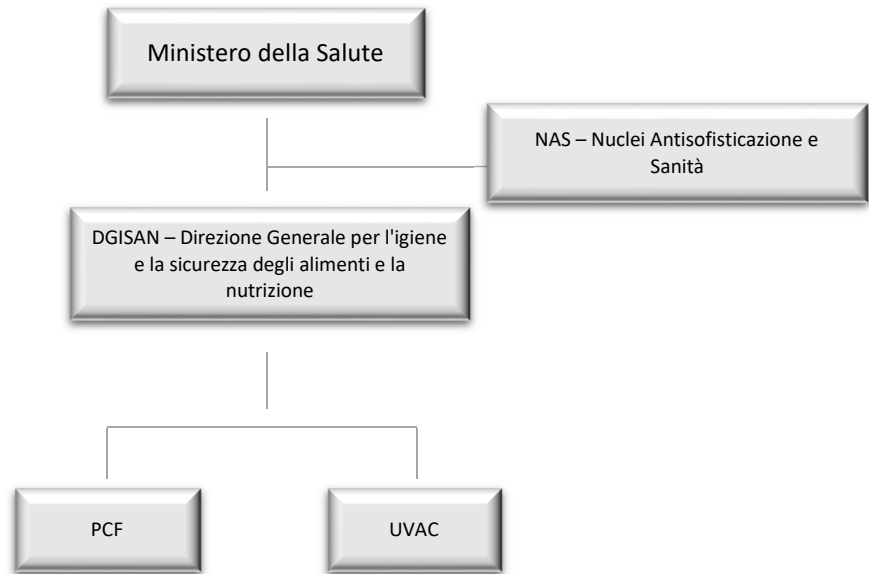 Ministero della Salute
NAS – Nuclei Antisofisticazione e
Sanità
DGISAN – Direzione Generale per l'igiene
e la sicurezza degli alimenti e la
nutrizione
PCF
UVAC